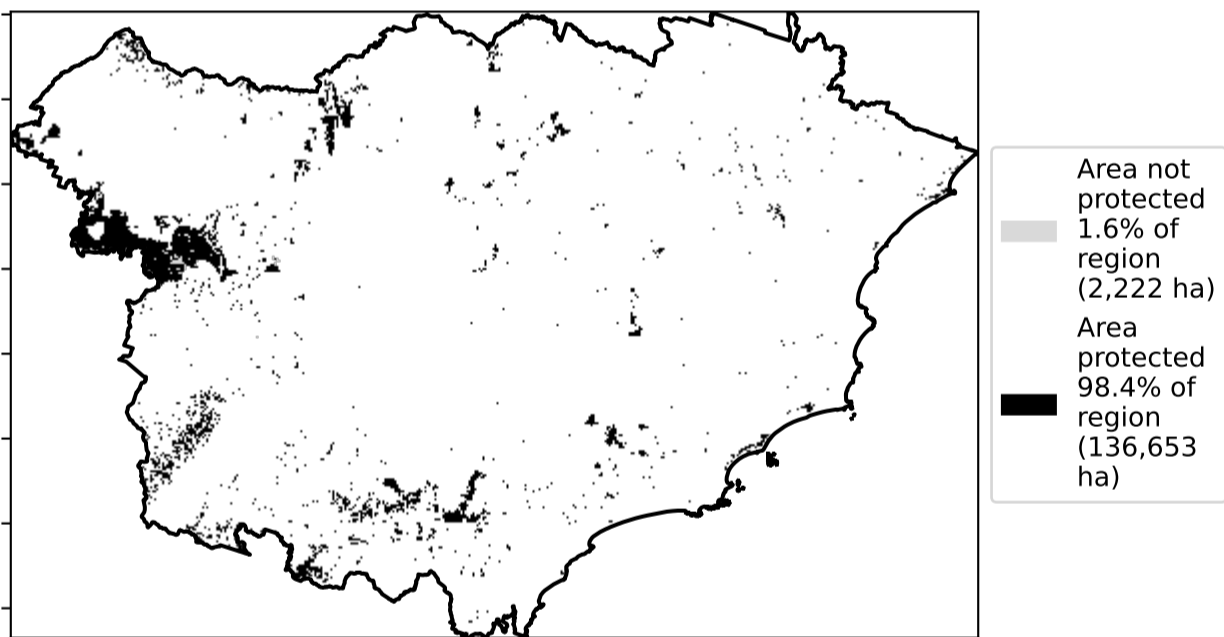 Area not
protected
1.6% of
region
(2,222 ha)
Area
protected
98.4% of
region
(136,653
ha)